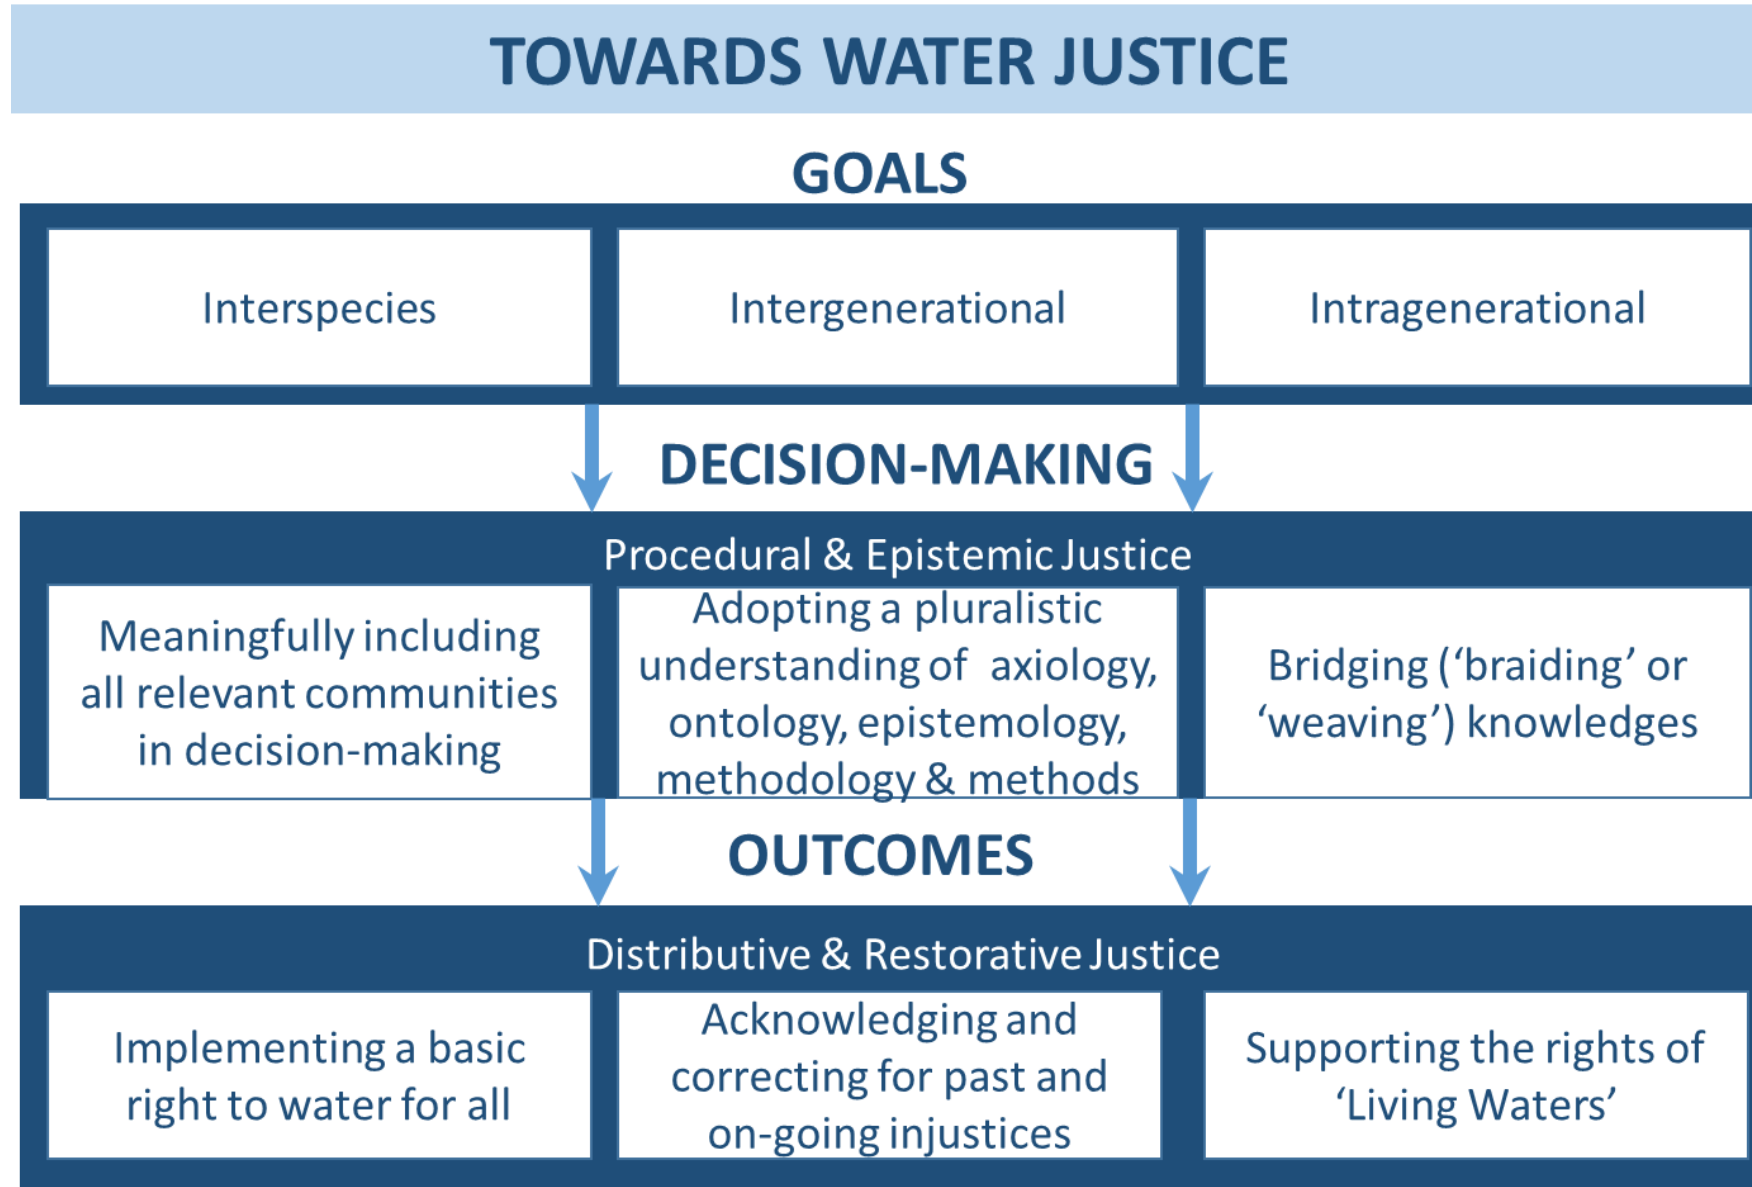 TOWARDS WATER JUSTICE
GOALS
Interspecies
Intergenerational
Intragenerational
DECISION-MAKING
Procedural & Epistemic Justice
Meaningfully including
all relevant communities
in decision-making
Adopting a pluralistic
understanding of axiology,
ontology, epistemology,
methodology & methods
Bridging (‘braiding’ or
‘weaving’) knowledges
OUTCOMES
Distributive & Restorative Justice
Implementing a basic
right to water for all
Acknowledging and
correcting for past and
on-going injustices
Supporting the rights of
‘Living Waters’